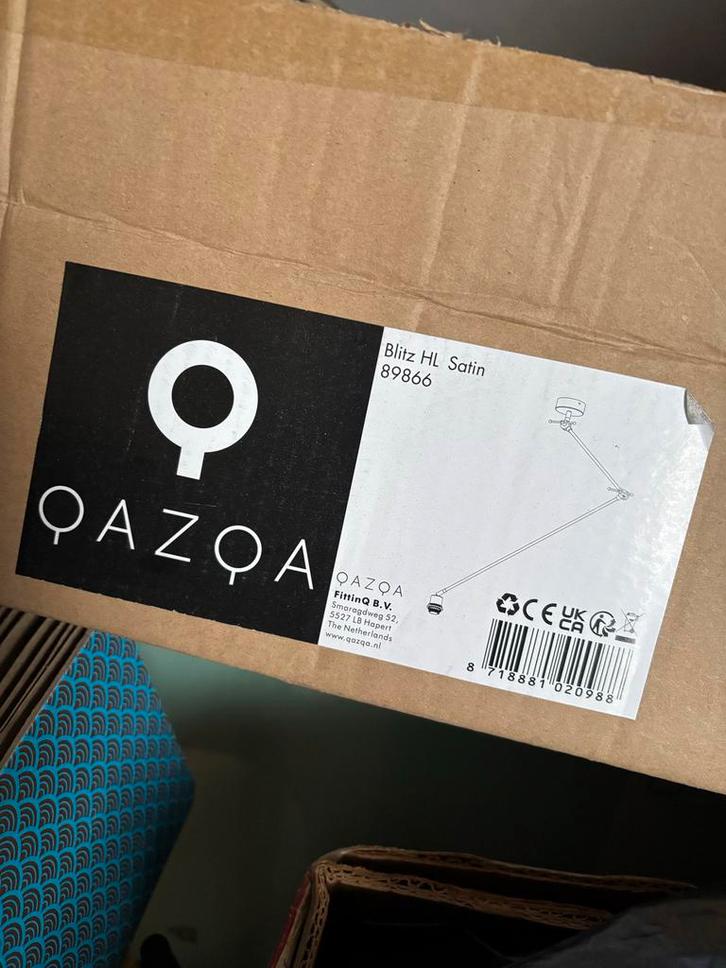 QAZQA
Blitz HL Satin
89866
QAZQA
FittinQ B.V.
Smaragdweg 52,
5527 LB Hapert
The Netherlands
www.qazqa.nl
CE UK CA
8 718881 020988